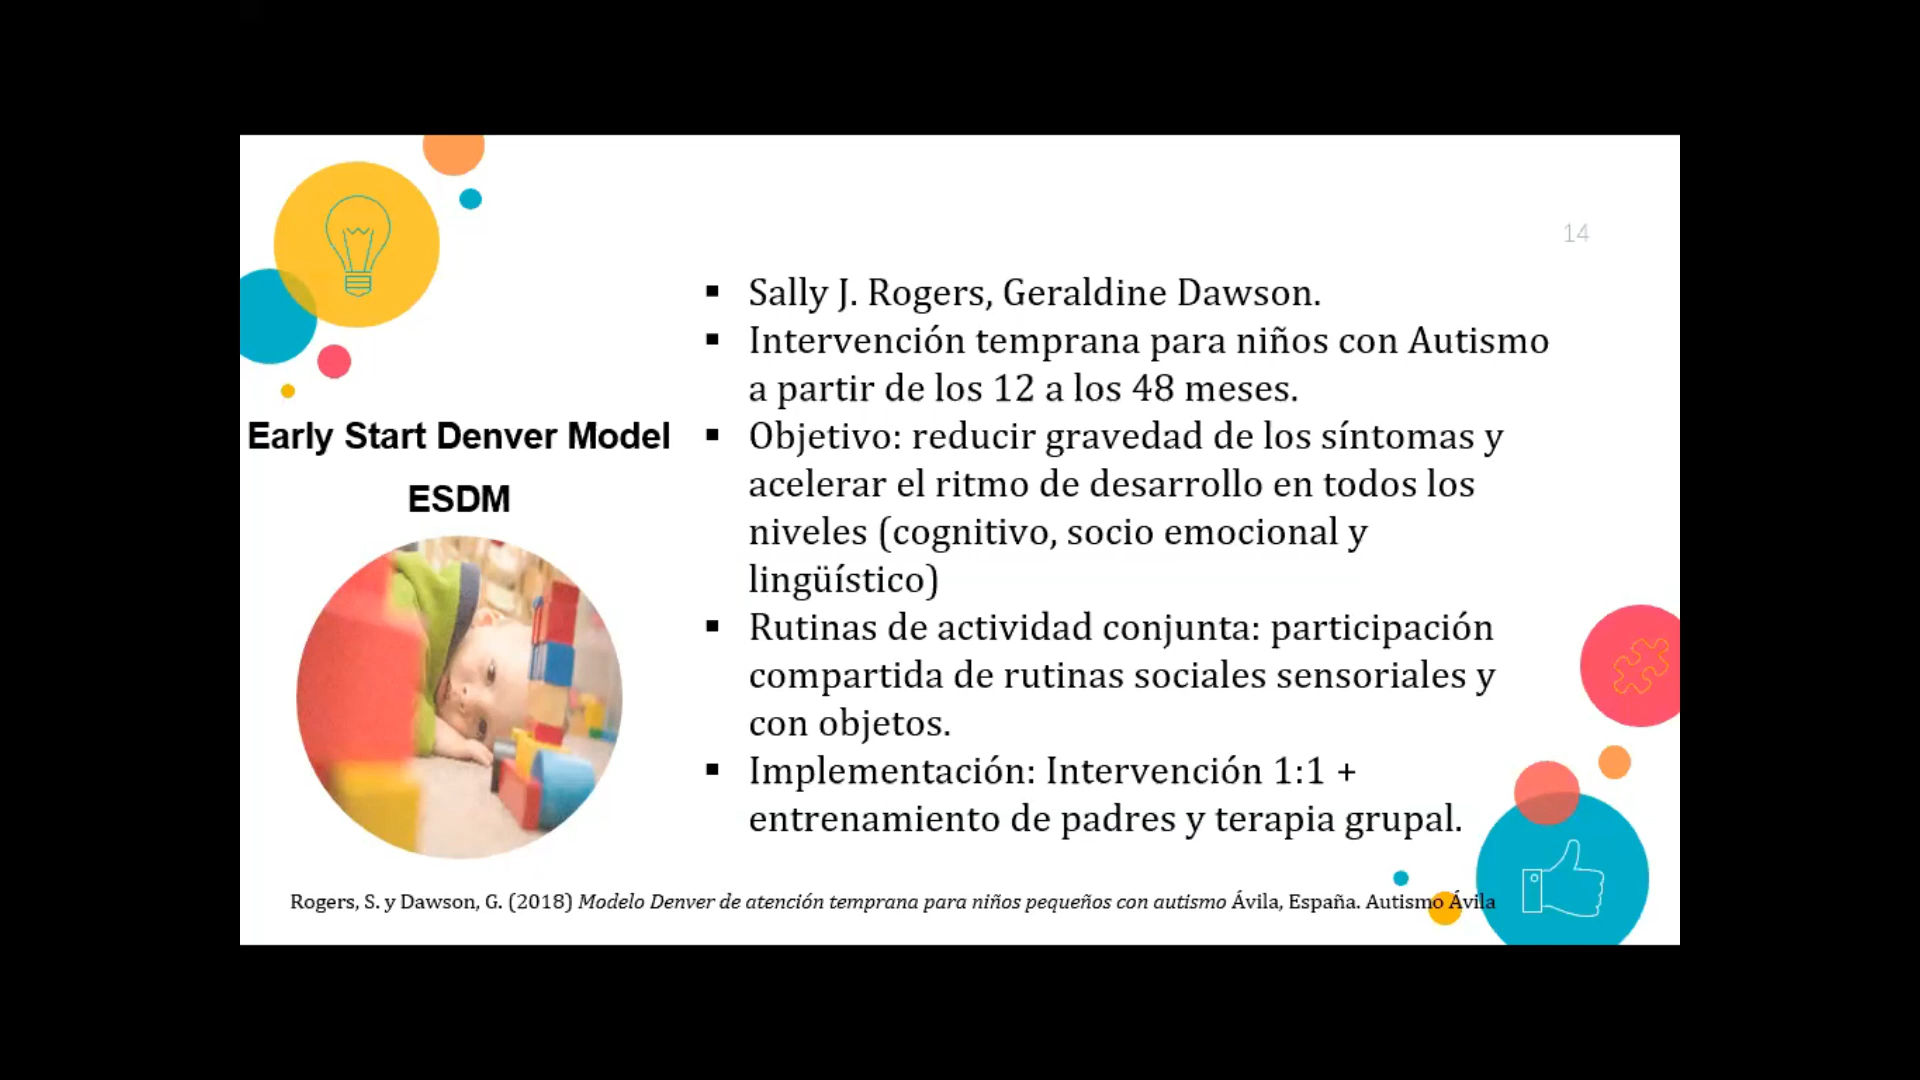 14
Early Start Denver Model
ESDM
▪ Sally J. Rogers, Geraldine Dawson.
▪ Intervención temprana para niños con Autismo
a partir de los 12 a los 48 meses.
▪ Objetivo: reducir gravedad de los síntomas y
acelerar el ritmo de desarrollo en todos los
niveles (cognitivo, socio emocional y
lingüístico)
▪ Rutinas de actividad conjunta: participación
compartida de rutinas sociales sensoriales y
con objetos.
▪ Implementación: Intervención 1:1 +
entrenamiento de padres y terapia grupal.
Rogers, S. y Dawson, G. (2018) Modelo Denver de atención temprana para niños pequeños con autismo Ávila, España. Autismo Ávila